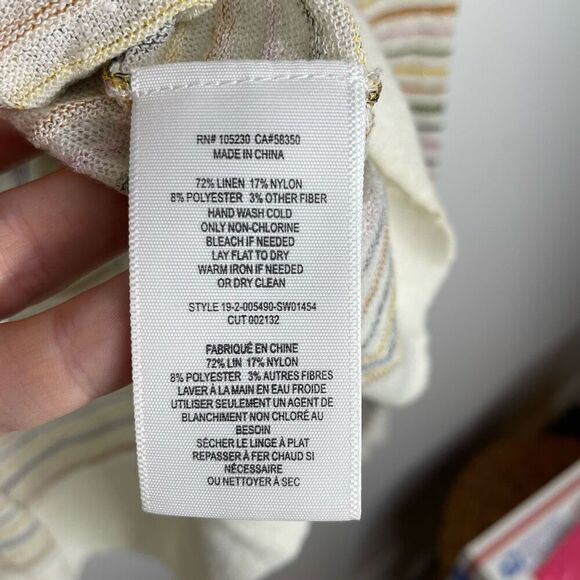 RN# 105230 CA#58350
MADE IN CHINA
72% LINEN 17% NYLON
8% POLYESTER 3% OTHER FIBER
HAND WASH COLD
ONLY NON-CHLORINE
BLEACH IF NEEDED
LAY FLAT TO DRY
WARM IRON IF NEEDED
OR DRY CLEAN
STYLE 19-2-005490-SW01454
CUT 002132
FABRIQUÉ EN CHINE
72% LIN 17% NYLON
8% POLYESTER 3% AUTRES FIBRES
LAVER À LA MAIN EN EAU FROIDE
UTILISER SEULEMENT UN AGENT DE
BLANCHIMENT NON CHLORÉ AU
BESOIN
SÉCHER LE LINGE À PLAT
REPASSER À FER CHAUD SI
NÉCESSAIRE
OU NETTOYER À SEC